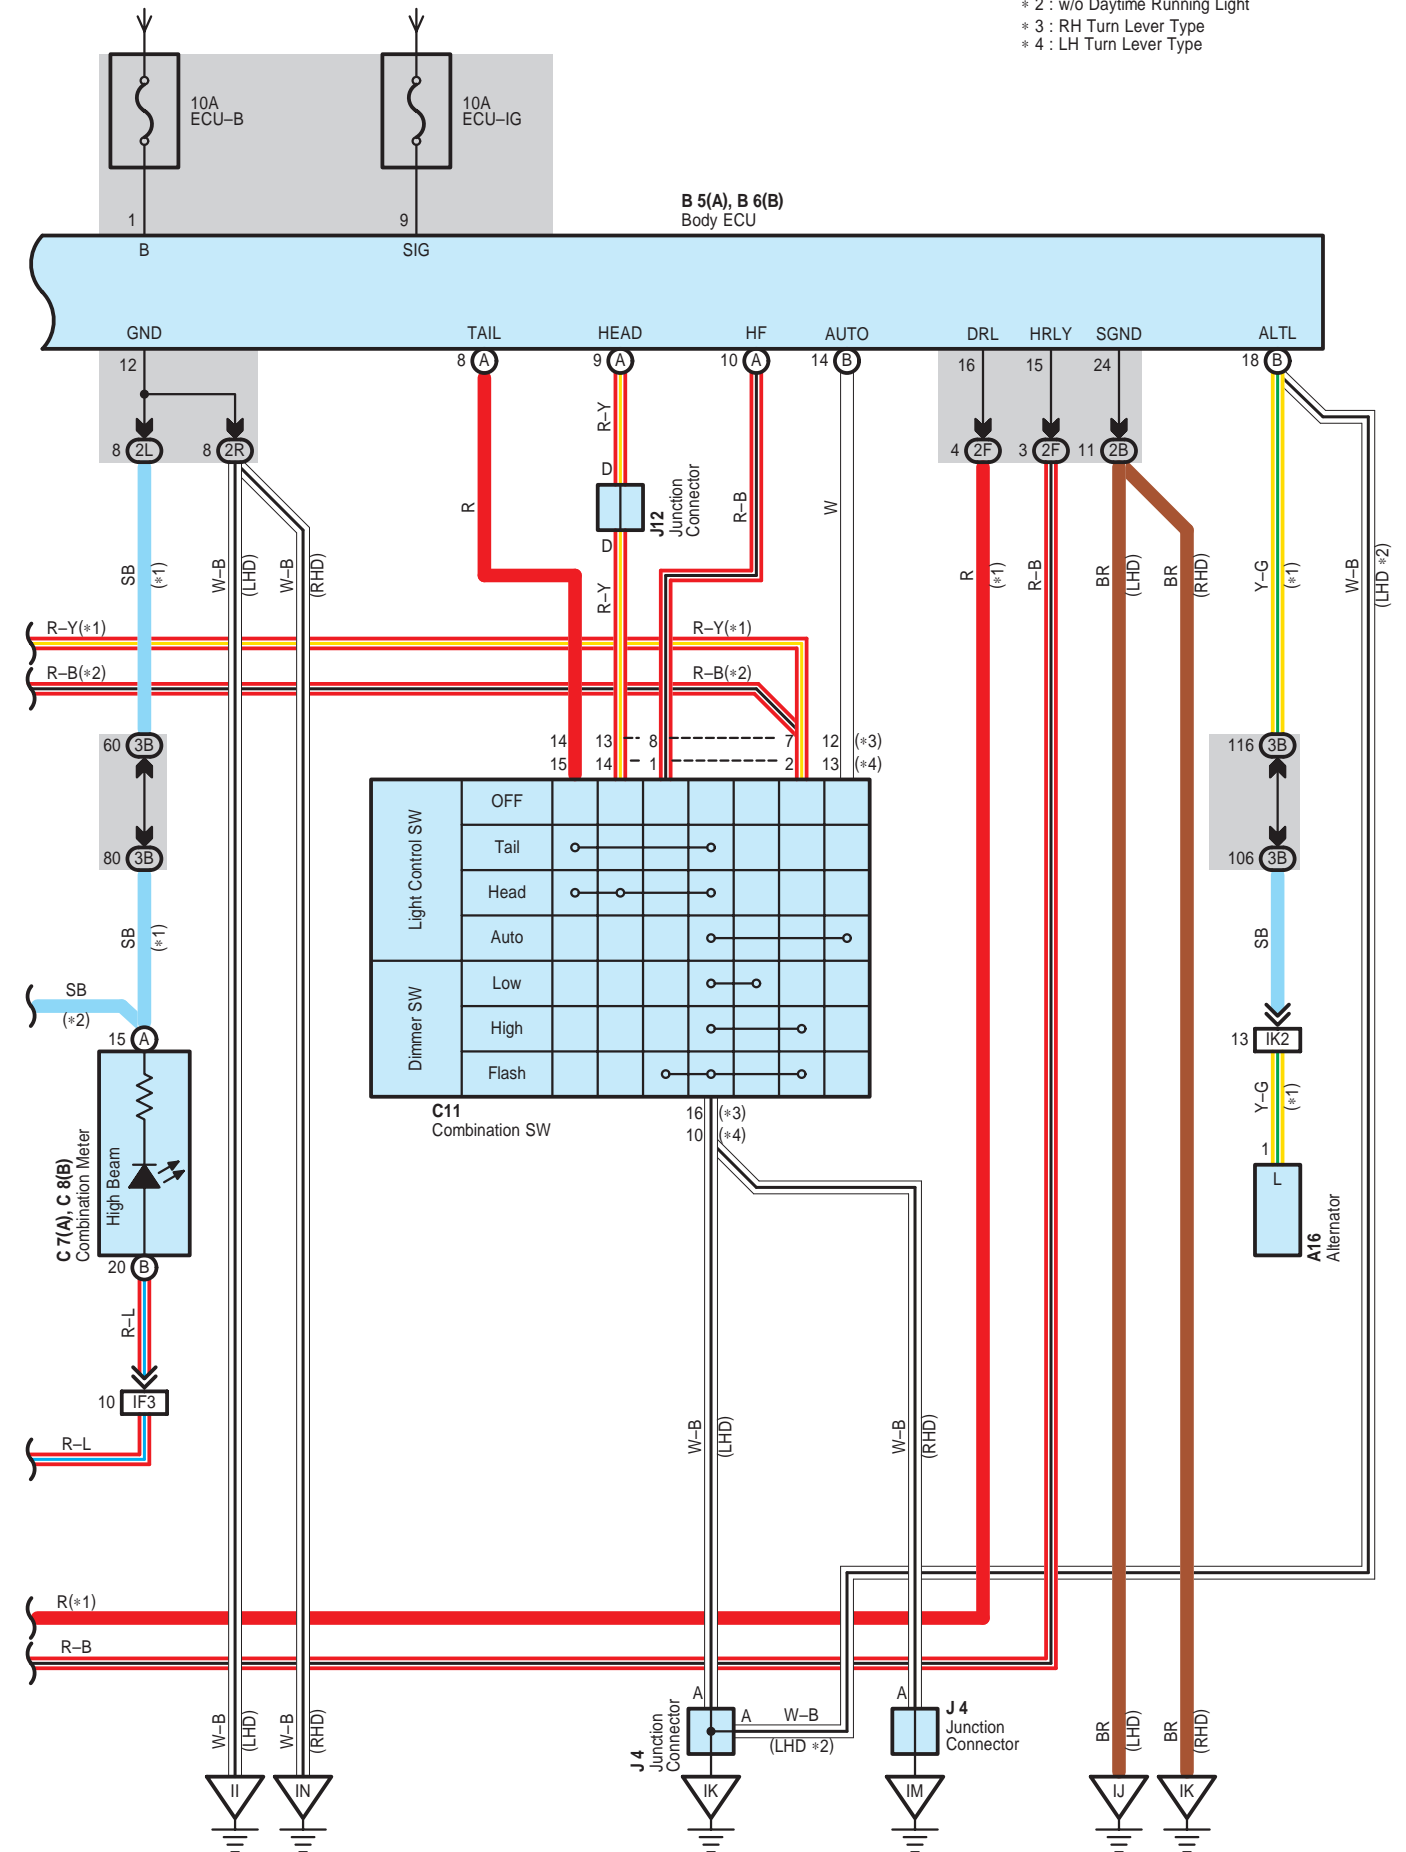 ∗ 2 : w/o Daytime Running Light
∗ 3 : RH Turn Lever Type
∗ 4 : LH Turn Lever Type
10A
ECU–B
10A
ECU–IG
1
9
B 5(A), B 6(B)
Body ECU
B
SIG
GND
TAIL
HEAD
HF
AUTO
DRL
HRLY
SGND
ALTL
12
8 A
9 A
10 A
14 B
16
15
24
18 B
8 2L
8 2R
4 2F
3 2F
11 2B
R–Y
D
J12
Junction
Connector
D
R–Y
R
R–B
W
SB
(∗1)
W–B
(LHD)
W–B
(RHD)
R
(∗1)
R–B
BR
(LHD)
BR
(RHD)
Y–G
(∗1)
W–B
(LHD ∗2)
R–Y(∗1)
R–Y(∗1)
R–B(∗2)
R–B(∗2)
60 3B
116 3B
14 13 8 7 12 (∗3)
15 14 1 2 13 (∗4)
80 3B
106 3B
Light Control SW
OFF
Tail
Head
Auto
Dimmer SW
Low
High
Flash
C11
Combination SW
16 (∗3)
10 (∗4)
SB
(∗1)
SB
(∗2)
15 A
C 7(A), C 8(B)
Combination Meter
High Beam
20 B
R–L
10 IF3
R–L
SB
13 IK2
Y–G
(∗1)
1
L
A16
Alternator
W–B
(LHD)
W–B
(RHD)
R(∗1)
R–B
W–B
(LHD)
W–B
(RHD)
A
J 4
Junction
Connector
A
W–B
(LHD ∗2)
A
J 4
Junction
Connector
BR
(LHD)
BR
(RHD)
II
IN
IK
IM
IJ
IK